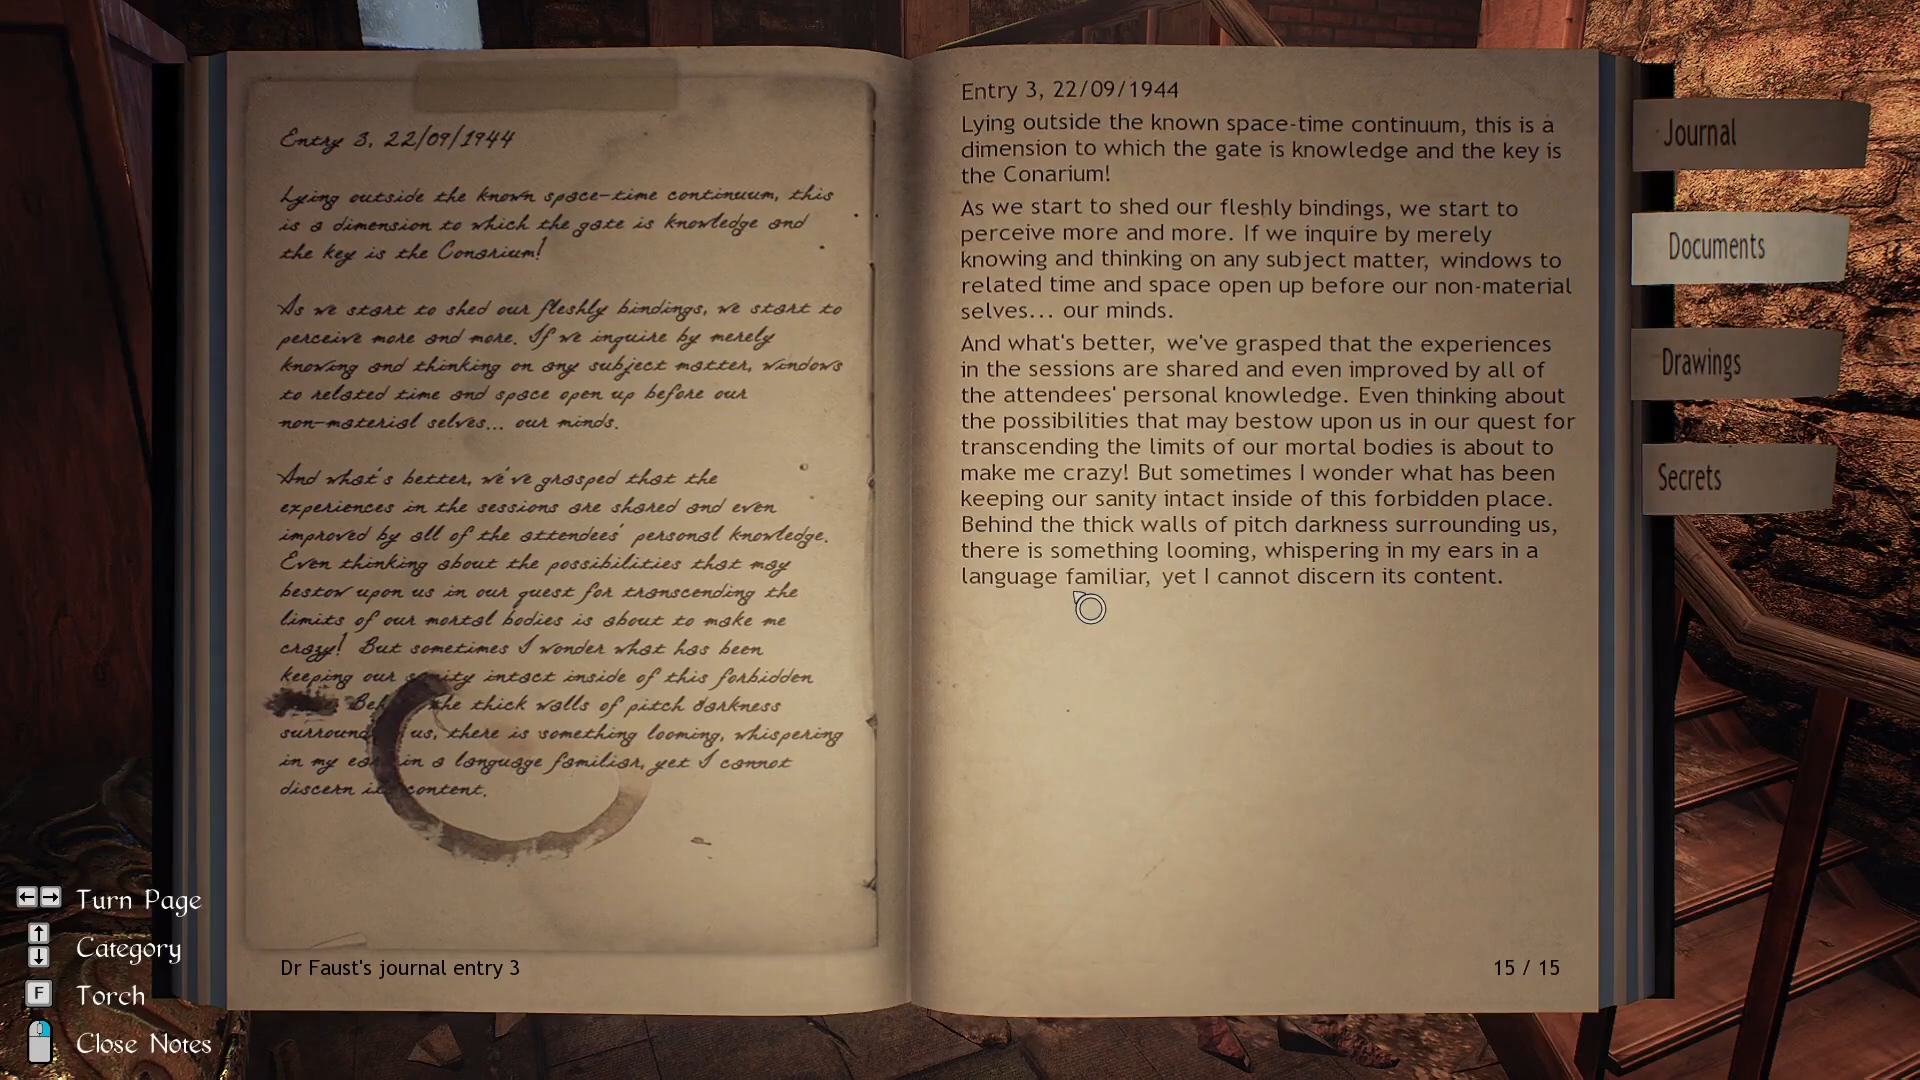 Entry 3, 22/09/1944
Lying outside the known space-time continuum, this
is a dimension to which the gate is knowledge and
the key is the Conarium!
As we start to shed our fleshly bindings, we start to
perceive more and more. If we inquire by merely
knowing and thinking on any subject matter, windows
to related time and space open up before our
non-material selves... our minds.
And what's better, we've grasped that the
experiences in the sessions are shared and even
improved by all of the attendees' personal knowledge.
Even thinking about the possibilities that may
bestow upon us in our quest for transcending the
limits of our mortal bodies is about to make me
crazy! But sometimes I wonder what has been
keeping our sanity intact inside of this forbidden
the thick walls of pitch darkness
us, there is something looming, whispering
in my in a language familiar, yet I cannot
discern content.
Dr Faust's journal entry 3
Entry 3, 22/09/1944
Lying outside the known space-time continuum, this is a
dimension to which the gate is knowledge and the key is
the Conarium!
As we start to shed our fleshly bindings, we start to
perceive more and more. If we inquire by merely
knowing and thinking on any subject matter, windows to
related time and space open up before our non-material
selves... our minds.
And what's better, we've grasped that the experiences
in the sessions are shared and even improved by all of
the attendees' personal knowledge. Even thinking about
the possibilities that may bestow upon us in our quest for
transcending the limits of our mortal bodies is about to
make me crazy! But sometimes I wonder what has been
keeping our sanity intact inside of this forbidden place.
Behind the thick walls of pitch darkness surrounding us,
there is something looming, whispering in my ears in a
language familiar, yet I cannot discern its content.
15 / 15
Journal
Documents
Drawings
Secrets
← → Turn Page
↑ ↓ Category
F Torch
Close Notes